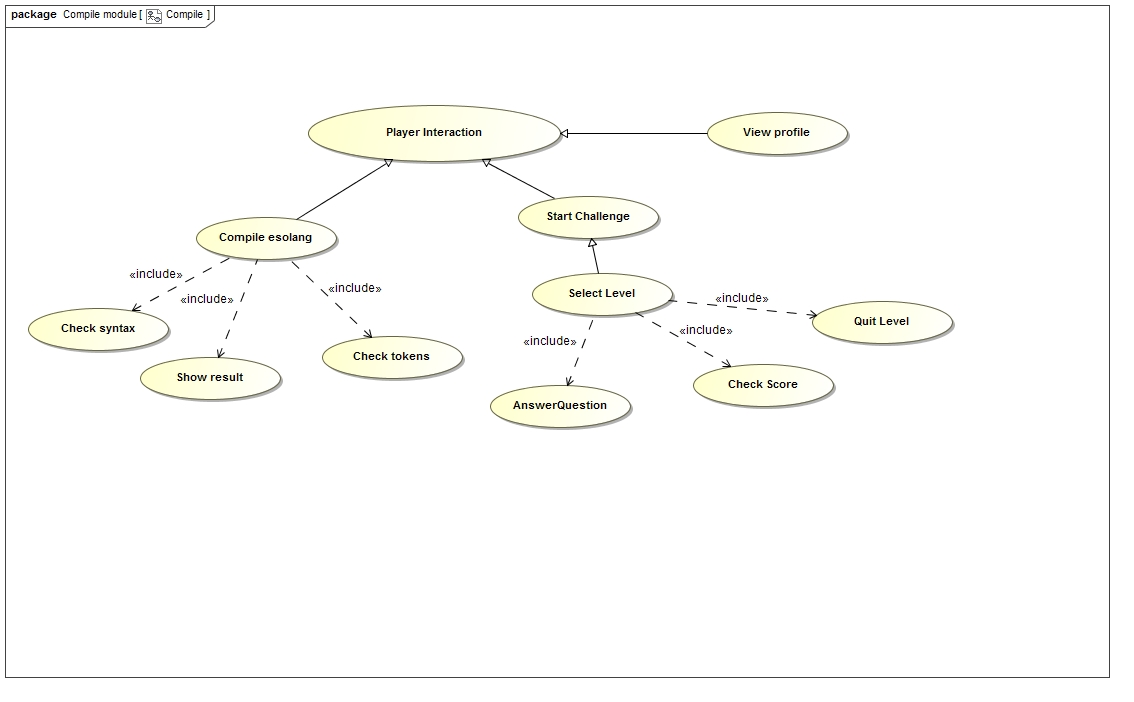 package Compile module [ Compile ]
Player Interaction
View profile
Start Challenge
Compile esolang
«include»
«include»
«include»
Select Level
«include»
«include»
«include»
Quit Level
Check syntax
Check tokens
Show result
Check Score
AnswerQuestion